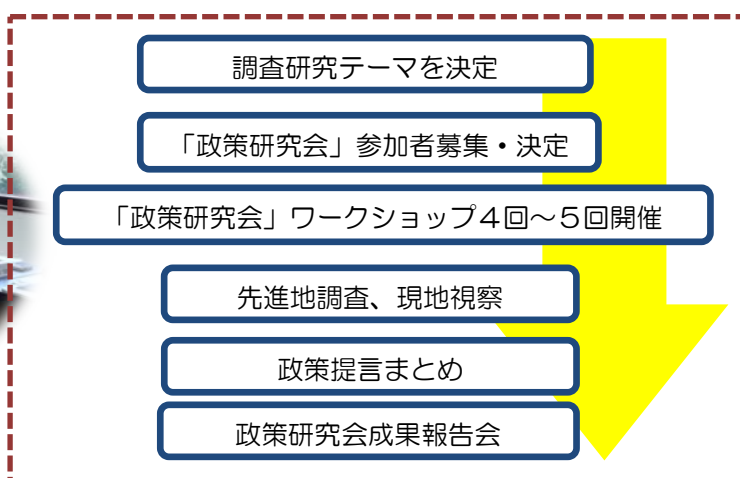 調査研究テーマを決定
「政策研究会」参加者募集・決定
「政策研究会」ワークショップ４回～５回開催
先進地調査、現地視察
政策提言まとめ
政策研究会成果報告会